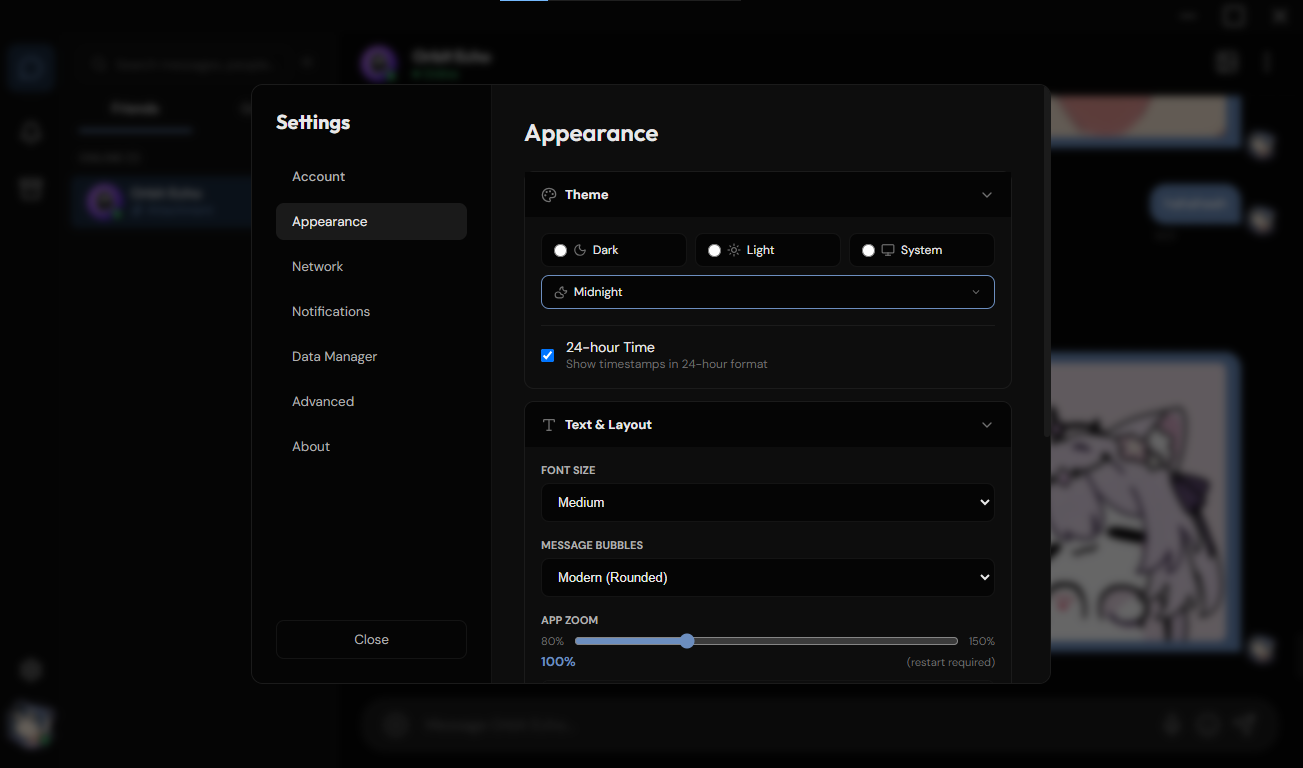 Settings
Account
Appearance
Network
Notifications
Data Manager
Advanced
About
Close
Appearance
Theme
Dark
Light
System
Midnight
24-hour Time
Show timestamps in 24-hour format
Text & Layout
FONT SIZE
Medium
MESSAGE BUBBLES
Modern (Rounded)
APP ZOOM
80%
150%
100%
(restart required)